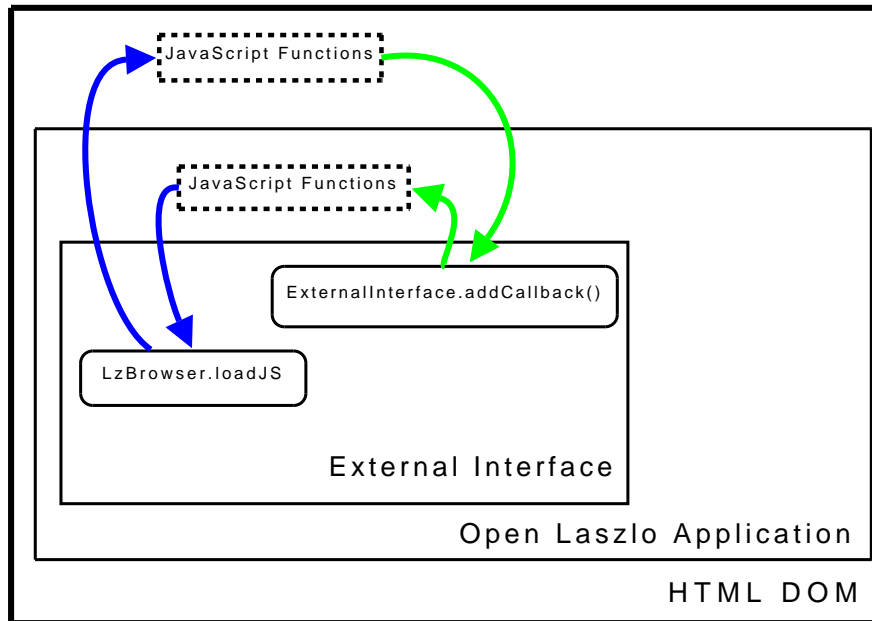 JavaScript Functions
JavaScript Functions
ExternalInterface.addCallback()
LzBrowser.loadJS
External Interface
Open Laszlo Application
HTML DOM